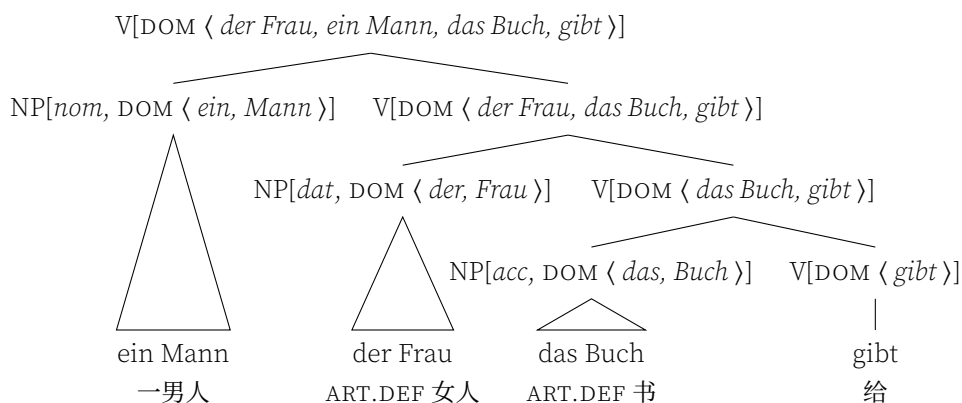 V[DOM ⟨ der Frau, ein Mann, das Buch, gibt ⟩]
NP[nom, DOM ⟨ ein, Mann ⟩] V[DOM ⟨ der Frau, das Buch, gibt ⟩]
NP[dat, DOM ⟨ der, Frau ⟩] V[DOM ⟨ das Buch, gibt ⟩]
NP[acc, DOM ⟨ das, Buch ⟩] V[DOM ⟨ gibt ⟩]
ein Mann der Frau das Buch gibt
一男人 ART.DEF 女人 ART.DEF 书 给